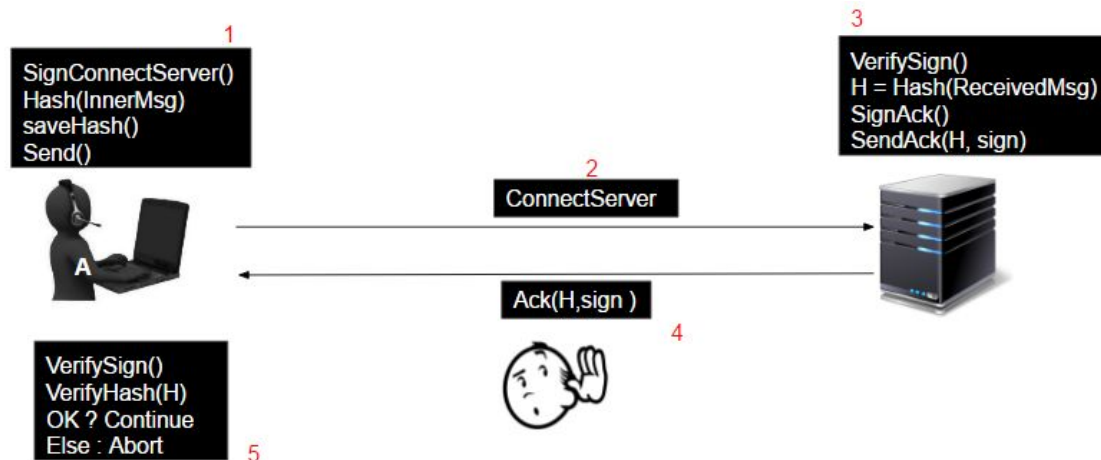 1
SignConnectServer()
Hash(InnerMsg)
saveHash()
Send()
2
ConnectServer
3
VerifySign()
H = Hash(ReceivedMsg)
SignAck()
SendAck(H, sign)
A
Ack(H,sign )
4
VerifySign()
VerifyHash(H)
OK ? Continue
Else : Abort
5